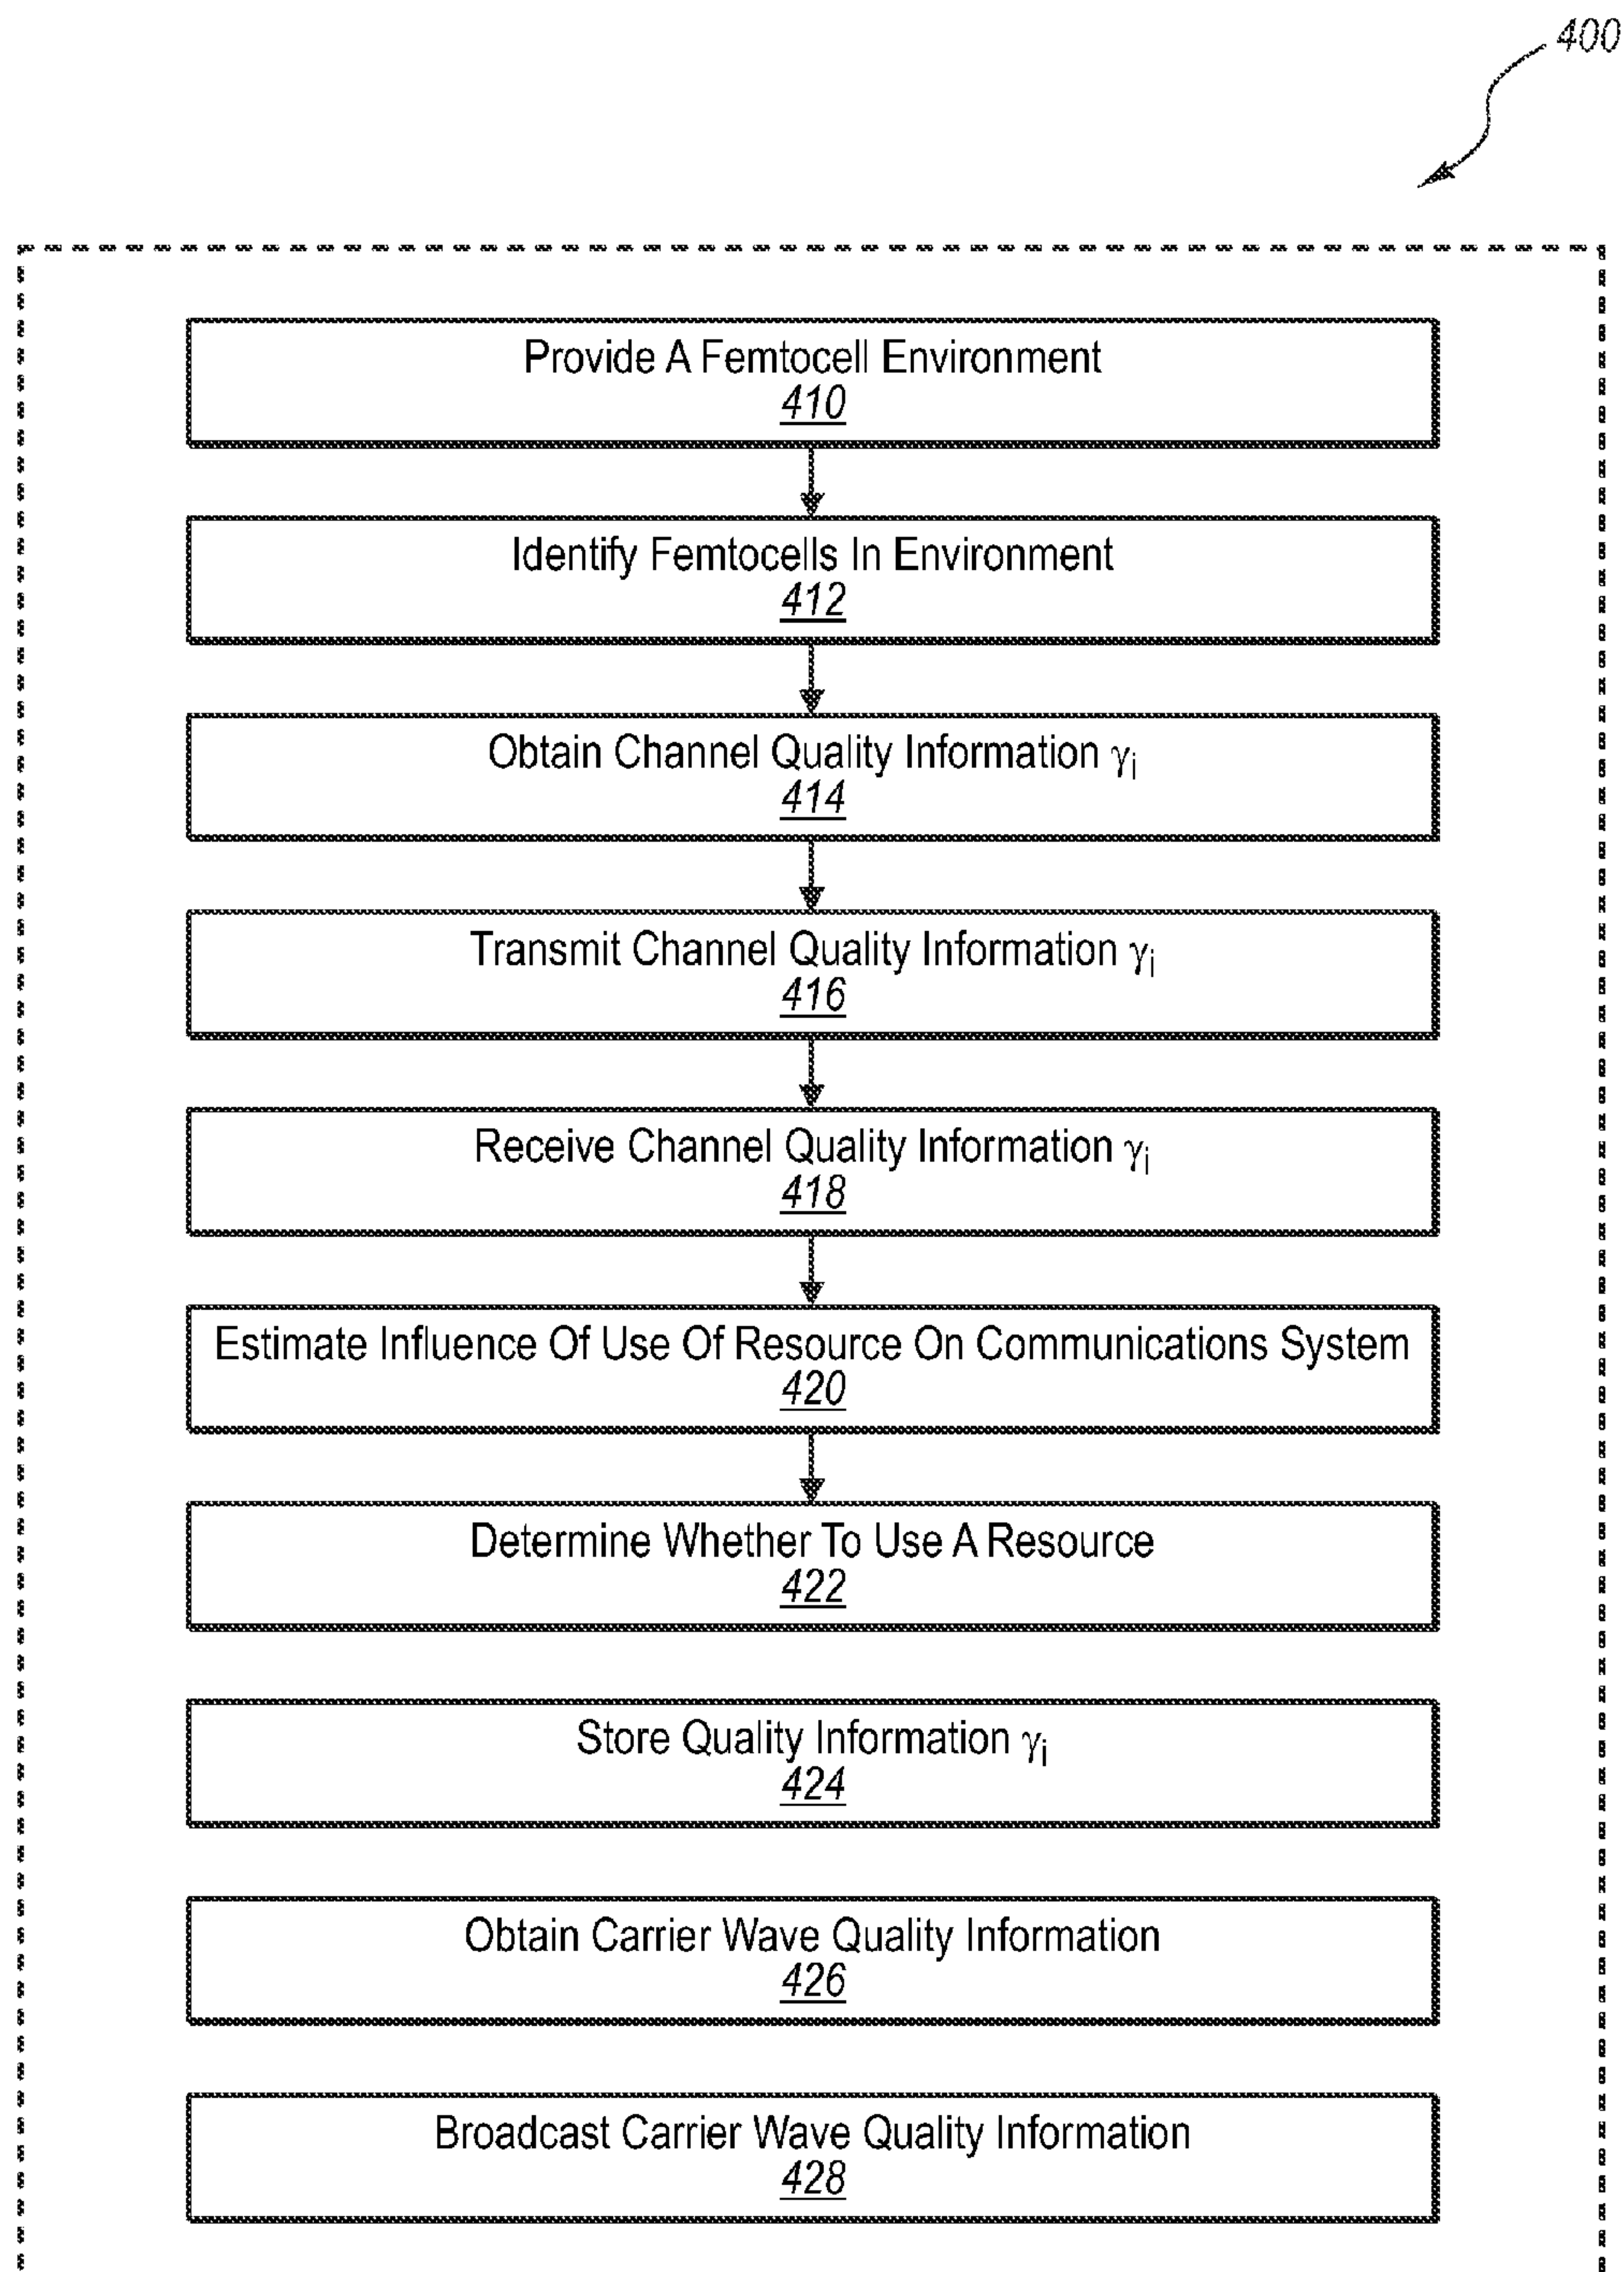 400
Provide A Femtocell Environment
410
Identify Femtocells In Environment
412
Obtain Channel Quality Information γi
414
Transmit Channel Quality Information γi
416
Receive Channel Quality Information γi
418
Estimate Influence Of Use Of Resource On Communications System
420
Determine Whether To Use A Resource
422
Store Quality Information γi
424
Obtain Carrier Wave Quality Information
426
Broadcast Carrier Wave Quality Information
428